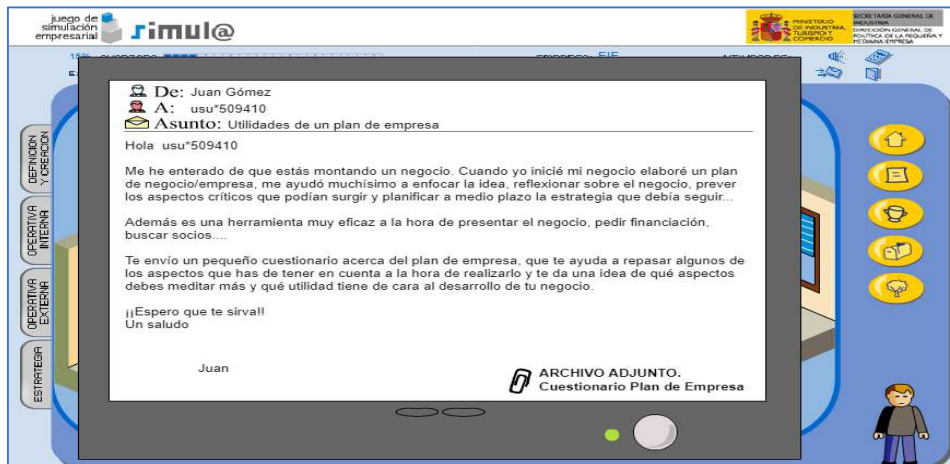 juego de
simulación
empresarial
simul@
MINISTERIO
DE INDUSTRIA,
TURISMO Y
COMERCIO
SECRETARÍA GENERAL DE
INDUSTRIA
DIRECCIÓN GENERAL DE
POLÍTICA DE LA PEQUEÑA Y
MEDIANA EMPRESA
15%
De: Juan Gómez
A: usu*509410
Asunto: Utilidades de un plan de empresa
Hola usu*509410
Me he enterado de que estás montando un negocio. Cuando yo inicié mi negocio elaboré un plan
de negocio/empresa, me ayudó muchísimo a enfocar la idea, reflexionar sobre el negocio, prever
los aspectos críticos que podían surgir y planificar a medio plazo la estrategia que debía seguir...
Además es una herramienta muy eficaz a la hora de presentar el negocio, pedir financiación,
buscar socios....
Te envío un pequeño cuestionario acerca del plan de empresa, que te ayuda a repasar algunos de
los aspectos que has de tener en cuenta a la hora de realizarlo y te da una idea de qué aspectos
debes meditar más y qué utilidad tiene de cara al desarrollo de tu negocio.
¡¡Espero que te sirva!!
Un saludo
Juan
ARCHIVO ADJUNTO.
Cuestionario Plan de Empresa
DEFINICION
Y CREACION
OPERATIVA
INTERNA
OPERATIVA
EXTERNA
ESTRATEGIA